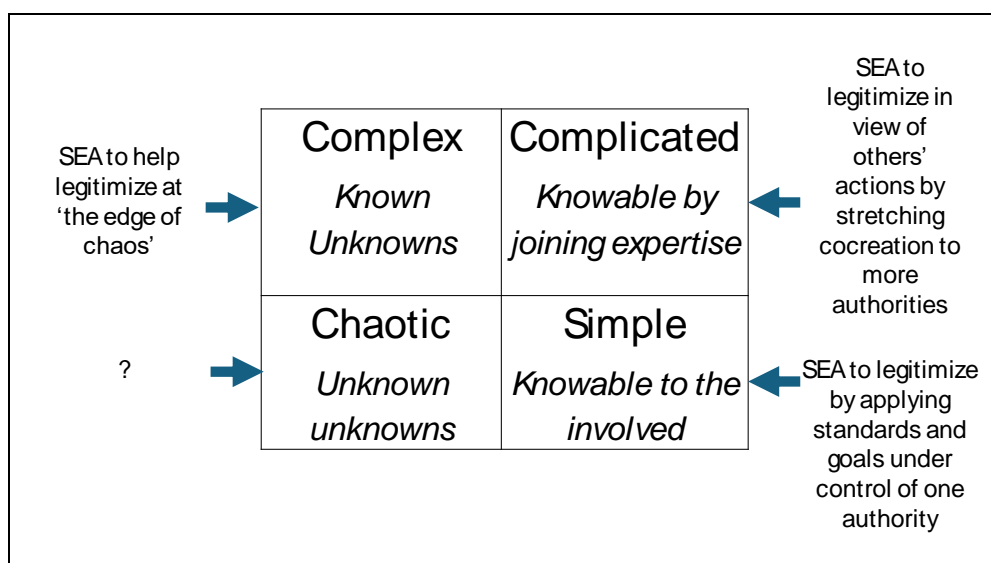 SEA to help
legitimize at
‘the edge of
chaos’
Complex
Known
Unknowns
Complicated
Knowable by
joining expertise
SEA to
legitimize in
view of
others’
actions by
stretching
cocreation to
more
authorities
?
Chaotic
Unknown
unknowns
Simple
Knowable to the
involved
SEA to legitimize
by applying
standards and
goals under
control of one
authority